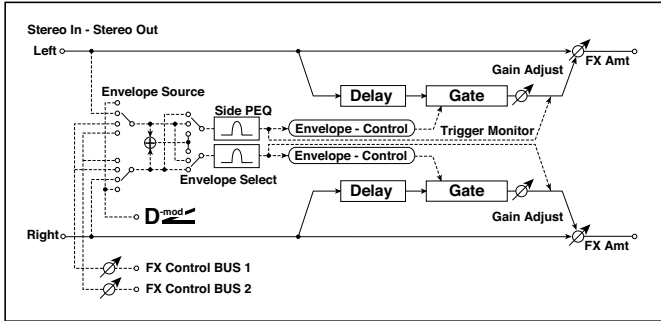 Stereo In - Stereo Out
Left
FX Amt
Gain Adjust
Envelope Source
Side PEQ
Delay
Gate
Envelope - Control
Trigger Monitor
Envelope - Control
Envelope Select
D-mod
Delay
Gate
Gain Adjust
Right
FX Amt
FX Control BUS 1
FX Control BUS 2